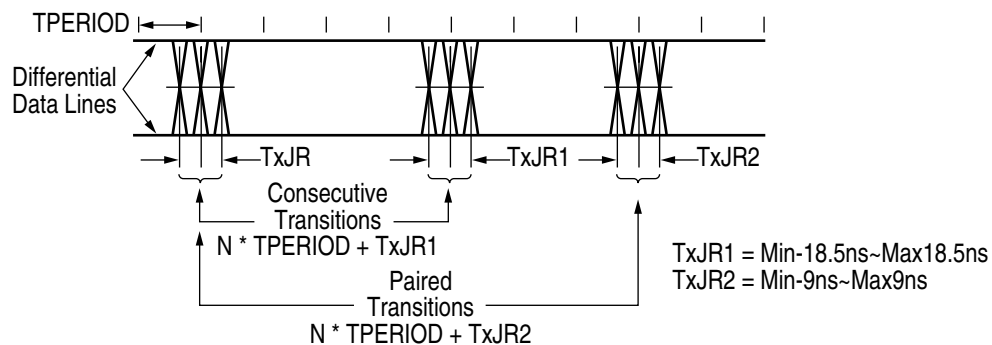 TPERIOD
Differential
Data Lines
TxJR
TxJR1
TxJR2
Consecutive
Transitions
N * TPERIOD + TxJR1
TxJR1 = Min-18.5ns~Max18.5ns
TxJR2 = Min-9ns~Max9ns
Paired
Transitions
N * TPERIOD + TxJR2